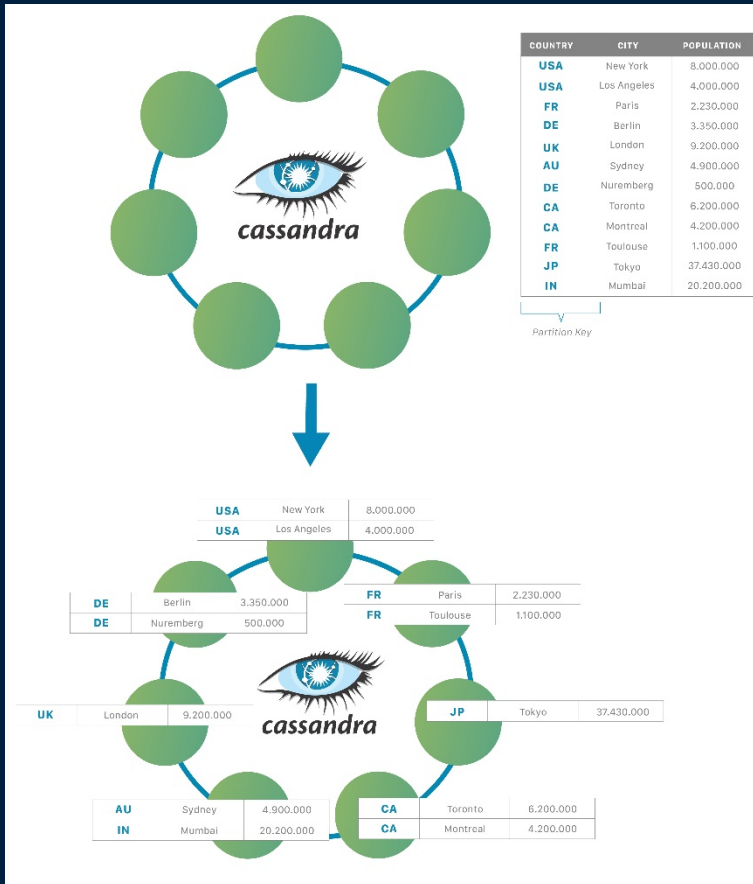 COUNTRY CITY POPULATION
USA New York 8.000.000
USA Los Angeles 4.000.000
FR Paris 2.230.000
DE Berlin 3.350.000
UK London 9.200.000
AU Sydney 4.900.000
DE Nuremberg 500.000
CA Toronto 6.200.000
CA Montreal 4.200.000
FR Toulouse 1.100.000
JP Tokyo 37.430.000
IN Mumbai 20.200.000
Partition Key
cassandra
USA New York 8.000.000
USA Los Angeles 4.000.000
FR Paris 2.230.000
FR Toulouse 1.100.000
DE Berlin 3.350.000
DE Nuremberg 500.000
UK London 9.200.000
cassandra
JP Tokyo 37.430.000
AU Sydney 4.900.000
IN Mumbai 20.200.000
CA Toronto 6.200.000
CA Montreal 4.200.000